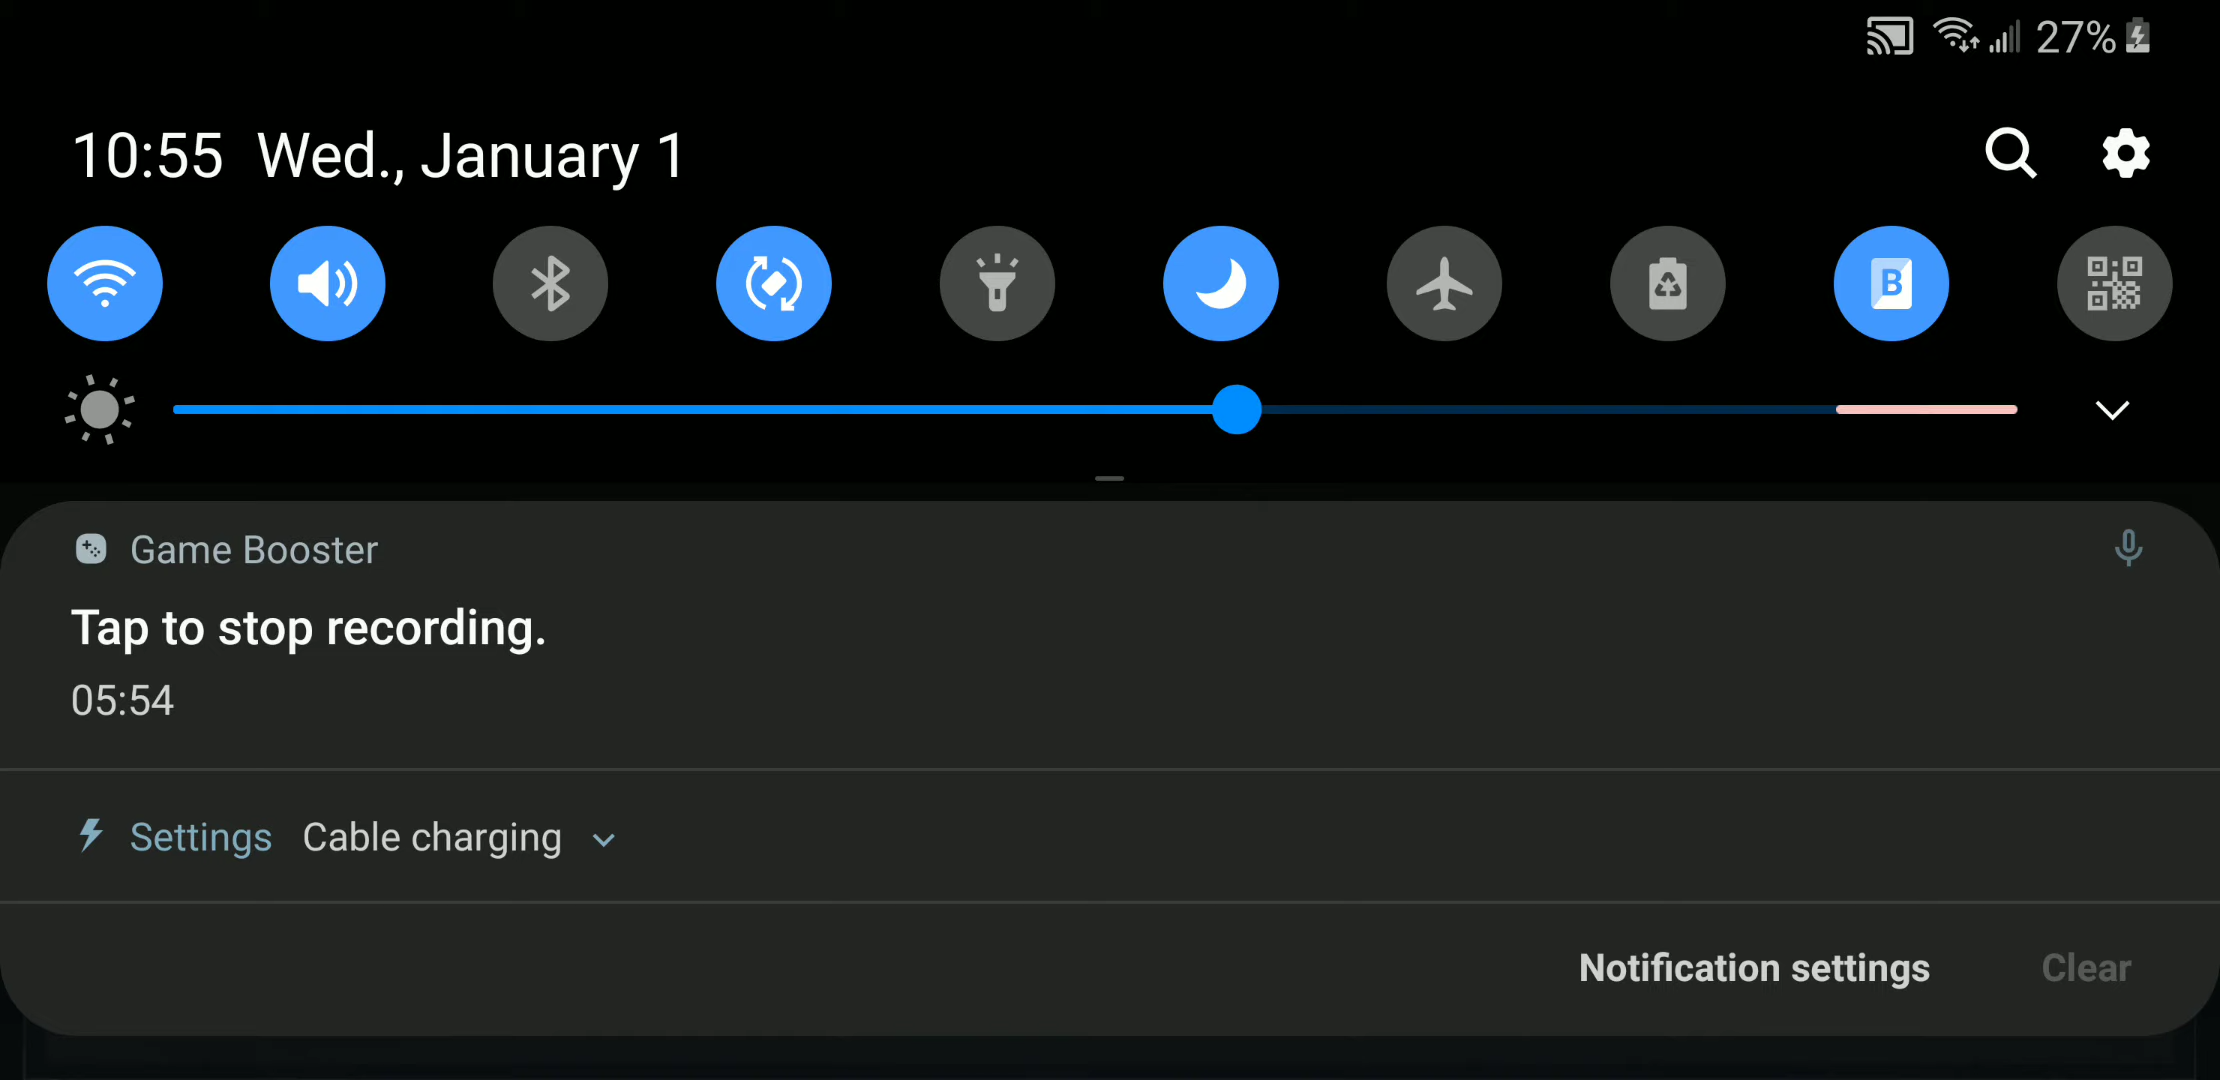 27%
10:55 Wed., January 1
B
Game Booster
Tap to stop recording.
05:54
Settings Cable charging
Notification settings Clear